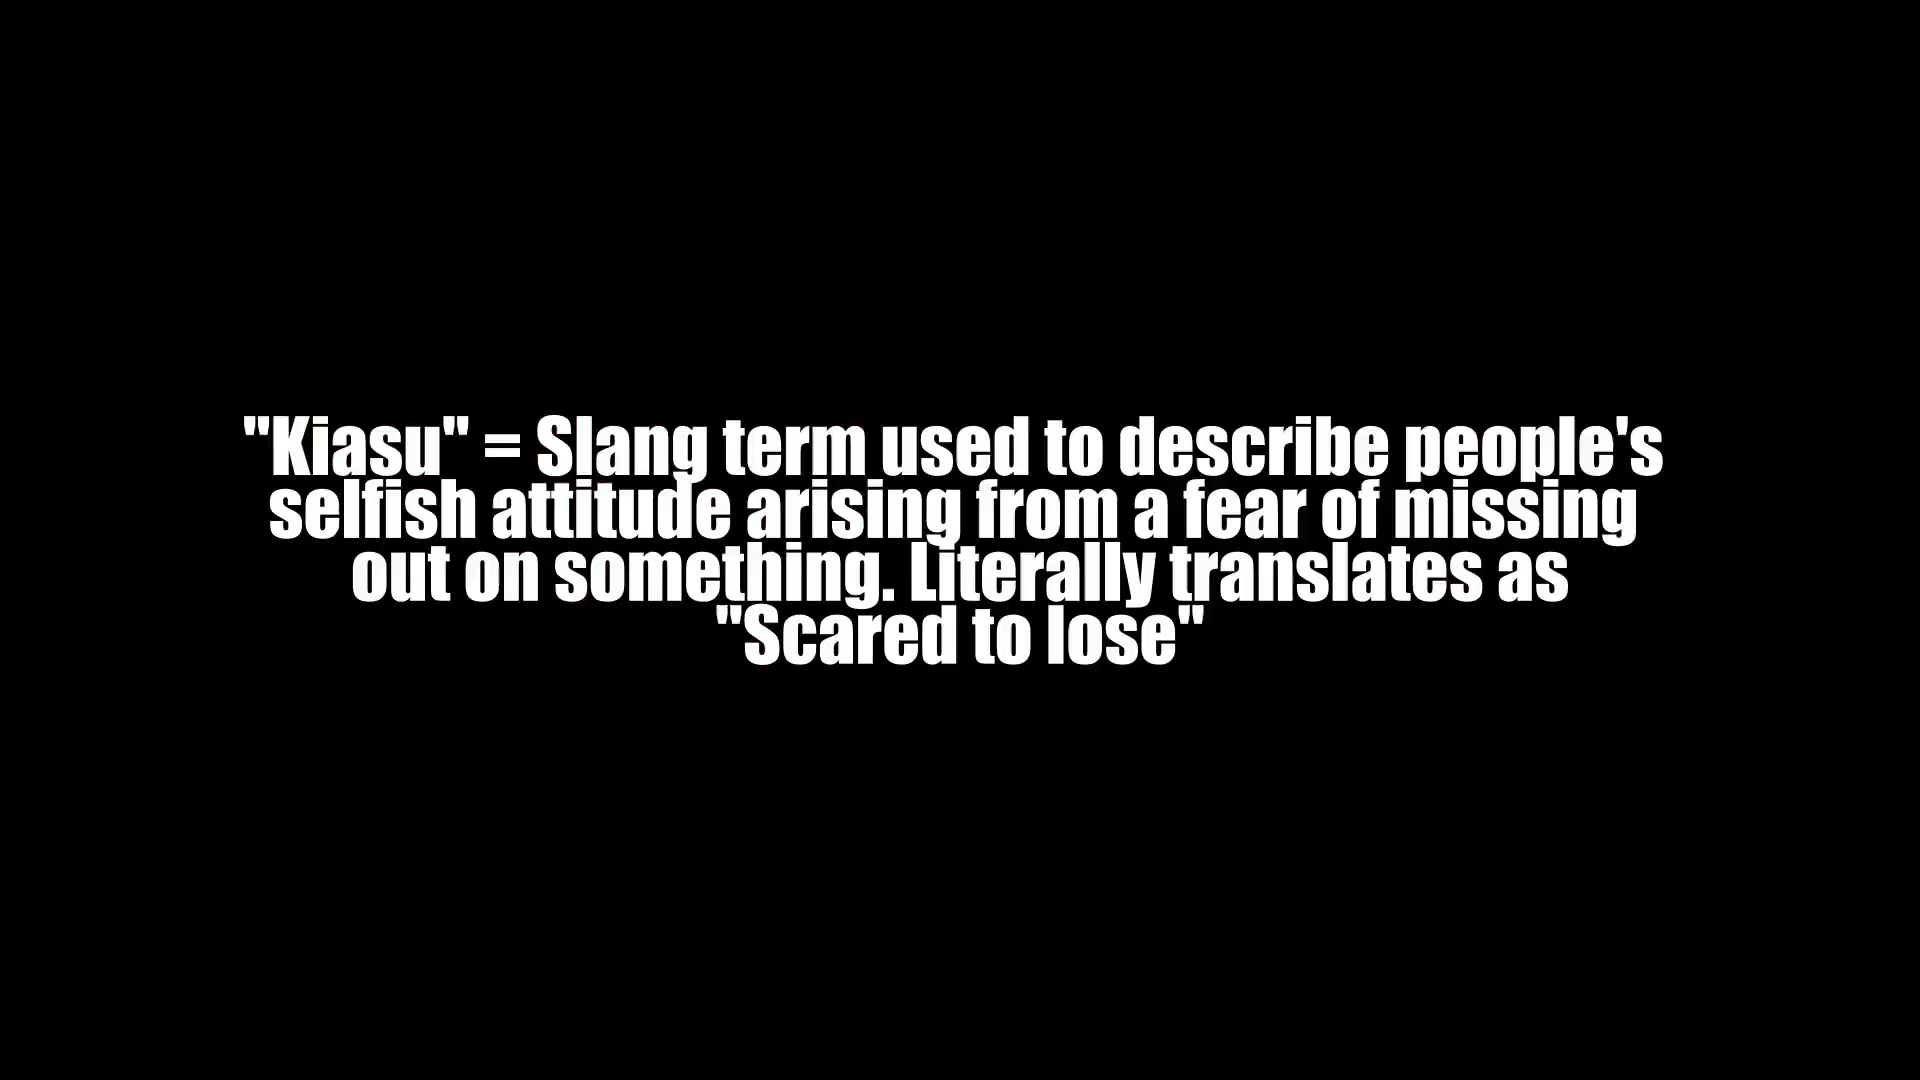 "Kiasu" = Slang term used to describe people's
selfish attitude arising from a fear of missing
out on something. Literally translates as
"Scared to lose"